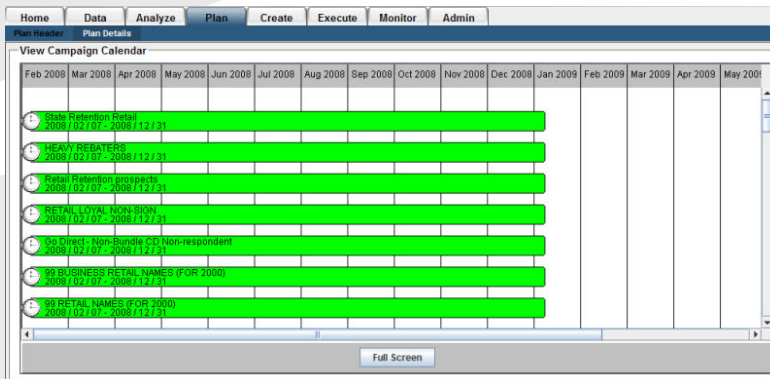 Home Data Analyze Plan Create Execute Monitor Admin
Plan Header Plan Details
View Campaign Calendar
Feb 2008 Mar 2008 Apr 2008 May 2008 Jun 2008 Jul 2008 Aug 2008 Sep 2008 Oct 2008 Nov 2008 Dec 2008 Jan 2009 Feb 2009 Mar 2009 Apr 2009 May 2009
State Retention Retail
2008 / 02 / 07 - 2008 / 12 / 31
HEAVY REBATERS
2008 / 02 / 07 - 2008 / 12 / 31
Retail Retention prospects
2008 / 02 / 07 - 2008 / 12 / 31
RETAIL LOYAL NON-SIGN
2008 / 02 / 07 - 2008 / 12 / 31
Go Direct - Non-Bundle CD Non-respondent
2008 / 02 / 07 - 2008 / 12 / 31
99 BUSINESS RETAIL NAMES (FOR 2000)
2008 / 02 / 07 - 2008 / 12 / 31
99 RETAIL NAMES (FOR 2000)
2008 / 02 / 07 - 2008 / 12 / 31
Full Screen